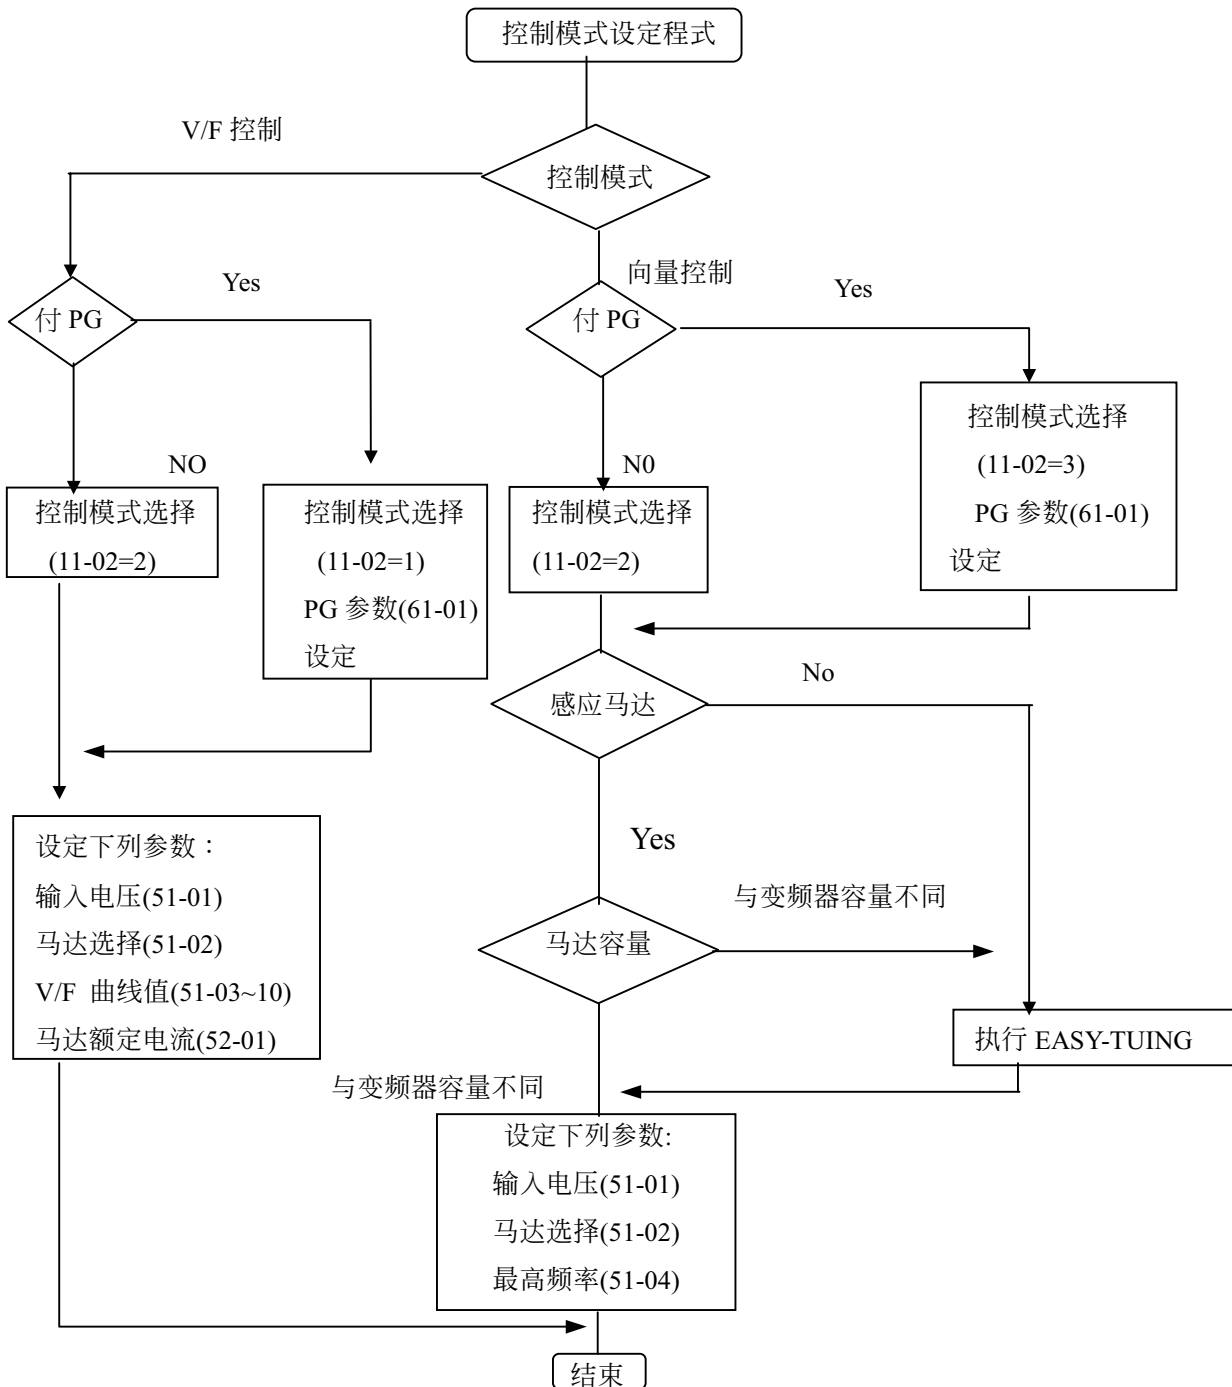 控制模式设定程式
V/F 控制
控制模式
向量控制
Yes
Yes
付 PG
付 PG
NO
N0
控制模式选择
(11-02=3)
PG 参数(61-01)
设定
控制模式选择
(11-02=2)
控制模式选择
(11-02=1)
PG 参数(61-01)
设定
控制模式选择
(11-02=2)
感应马达
No
Yes
设定下列参数：
输入电压(51-01)
马达选择(51-02)
V/F 曲线值(51-03~10)
马达额定电流(52-01)
与变频器容量不同
马达容量
执行 EASY-TUING
与变频器容量不同
设定下列参数:
输入电压(51-01)
马达选择(51-02)
最高频率(51-04)
结束